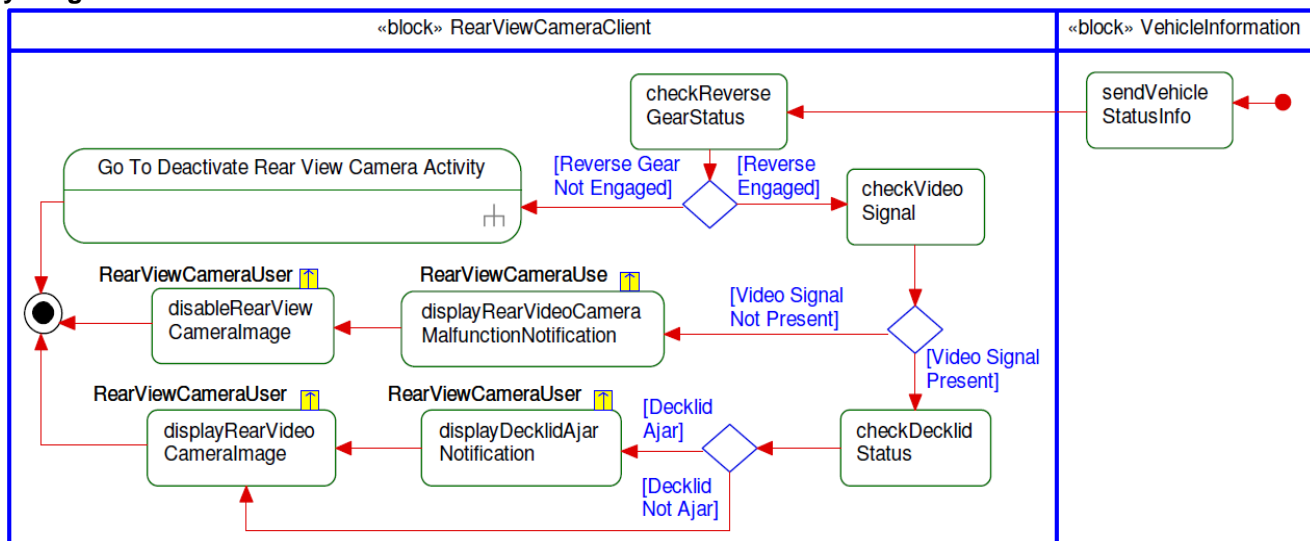 «block» RearViewCameraClient
«block» VehicleInformation
checkReverse
GearStatus
sendVehicle
StatusInfo
Go To Deactivate Rear View Camera Activity
[Reverse Gear
Not Engaged]
[Reverse
Engaged]
checkVideo
Signal
RearViewCameraUser
disableRearView
CameraImage
RearViewCameraUse
displayRearVideoCamera
MalfunctionNotification
[Video Signal
Not Present]
[Video Signal
Present]
RearViewCameraUser
displayRearVideo
CameraImage
RearViewCameraUser
displayDecklidAjar
Notification
[Decklid
Ajar]
[Decklid
Not Ajar]
checkDecklid
Status